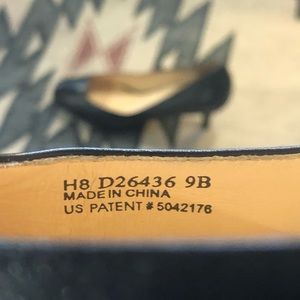 H8 D26436 9B
MADE IN CHINA
US PATENT # 5042176